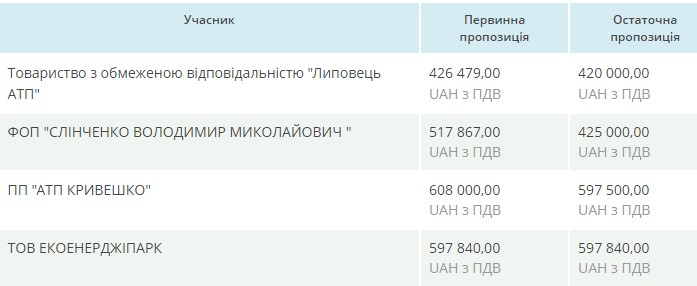 Учасник
Первинна пропозиція
Остаточна пропозиція
Товариство з обмеженою відповідальністю "Липовець
АТП"
426 479,00
UAH з ПДВ
420 000,00
UAH з ПДВ
ФОП "СЛІНЧЕНКО ВОЛОДИМИР МИКОЛАЙОВИЧ "
517 867,00
UAH з ПДВ
425 000,00
UAH з ПДВ
ПП "АТП КРИВЕШКО"
608 000,00
UAH з ПДВ
597 500,00
UAH з ПДВ
ТОВ ЕКОЕНЕРДЖІПАРК
597 840,00
UAH з ПДВ
597 840,00
UAH з ПДВ